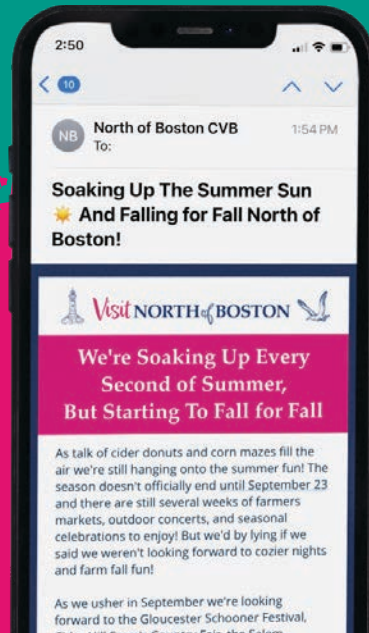 2:50
10
NB
North of Boston CVB
1:54 PM
To:
Soaking Up The Summer Sun
☀️ And Falling for Fall North of
Boston!
Visit NORTH of BOSTON
We're Soaking Up Every
Second of Summer,
But Starting To Fall for Fall
As talk of cider donuts and corn mazes fill the
air we're still hanging onto the summer fun! The
season doesn't officially end until September 23
and there are still several weeks of farmers
markets, outdoor concerts, and seasonal
celebrations to enjoy! But we'd by lying if we
said we weren't looking forward to cozier nights
and farm fall fun!
As we usher in September we're looking
forward to the Gloucester Schooner Festival,